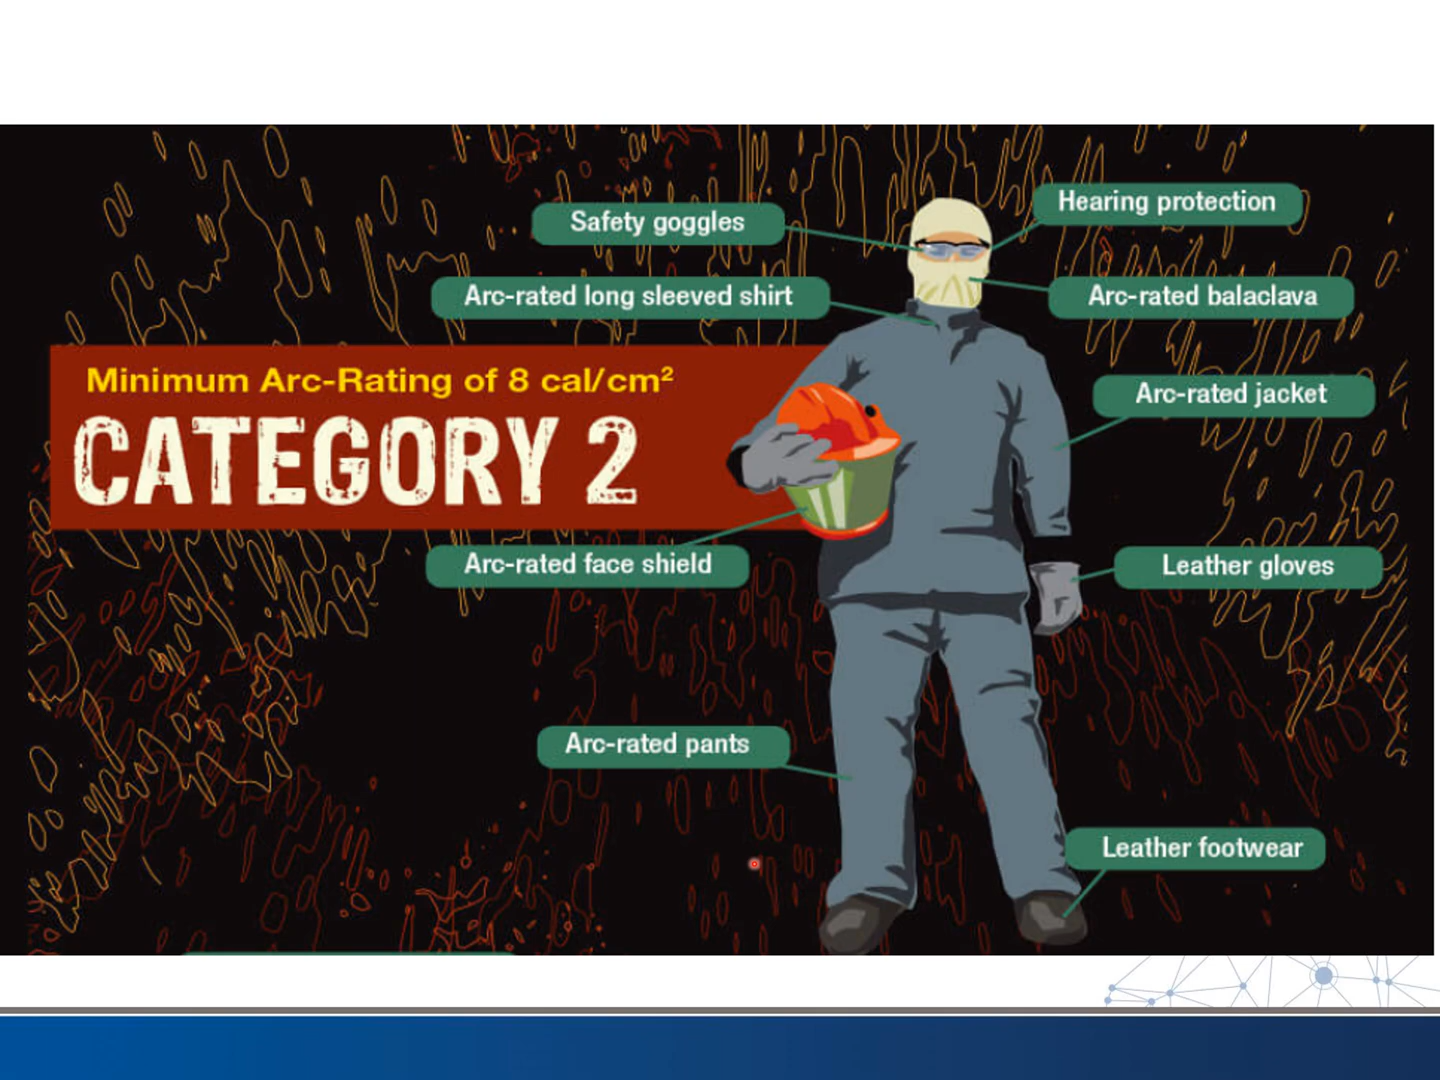 Hearing protection
Safety goggles
Arc-rated long sleeved shirt
Arc-rated balaclava
Minimum Arc-Rating of 8 cal/cm²
CATEGORY 2
Arc-rated jacket
Arc-rated face shield
Leather gloves
Arc-rated pants
Leather footwear